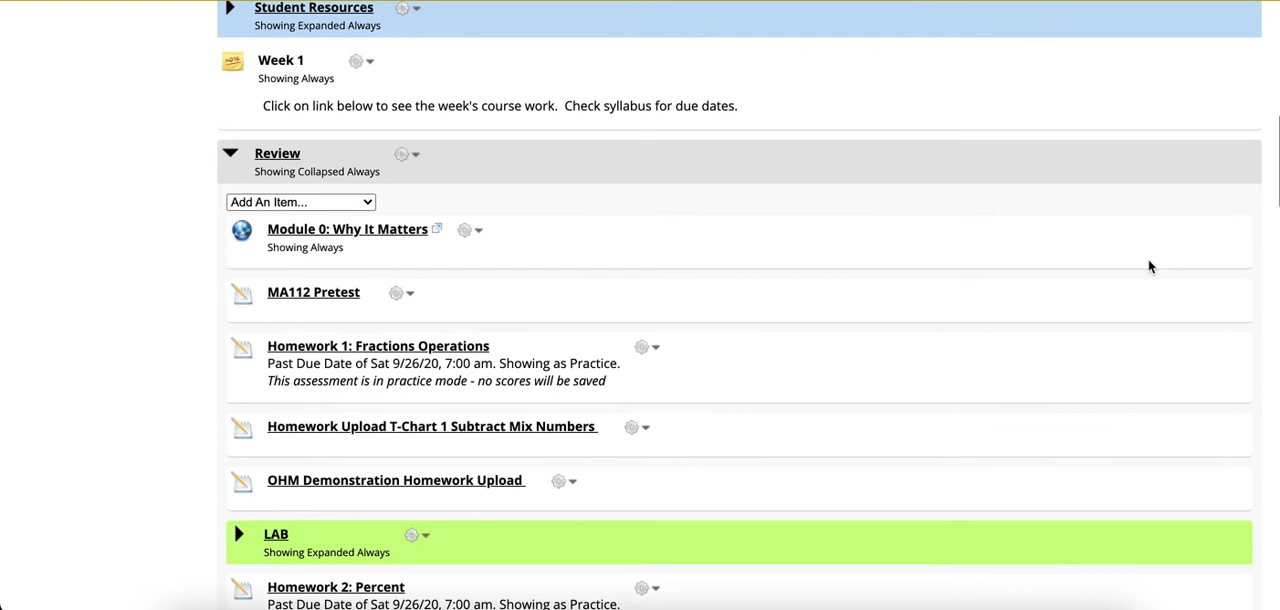 Student Resources
Showing Expanded Always
NOTE
Week 1
Showing Always
Click on link below to see the week's course work.  Check syllabus for due dates.
Review
Showing Collapsed Always
Add An Item...
Module 0: Why It Matters
Showing Always
MA112 Pretest
Homework 1: Fractions Operations
Past Due Date of Sat 9/26/20, 7:00 am. Showing as Practice.
This assessment is in practice mode - no scores will be saved
Homework Upload T-Chart 1 Subtract Mix Numbers
OHM Demonstration Homework Upload
LAB
Showing Expanded Always
Homework 2: Percent
Past Due Date of Sat 9/26/20, 7:00 am. Showing as Practice.